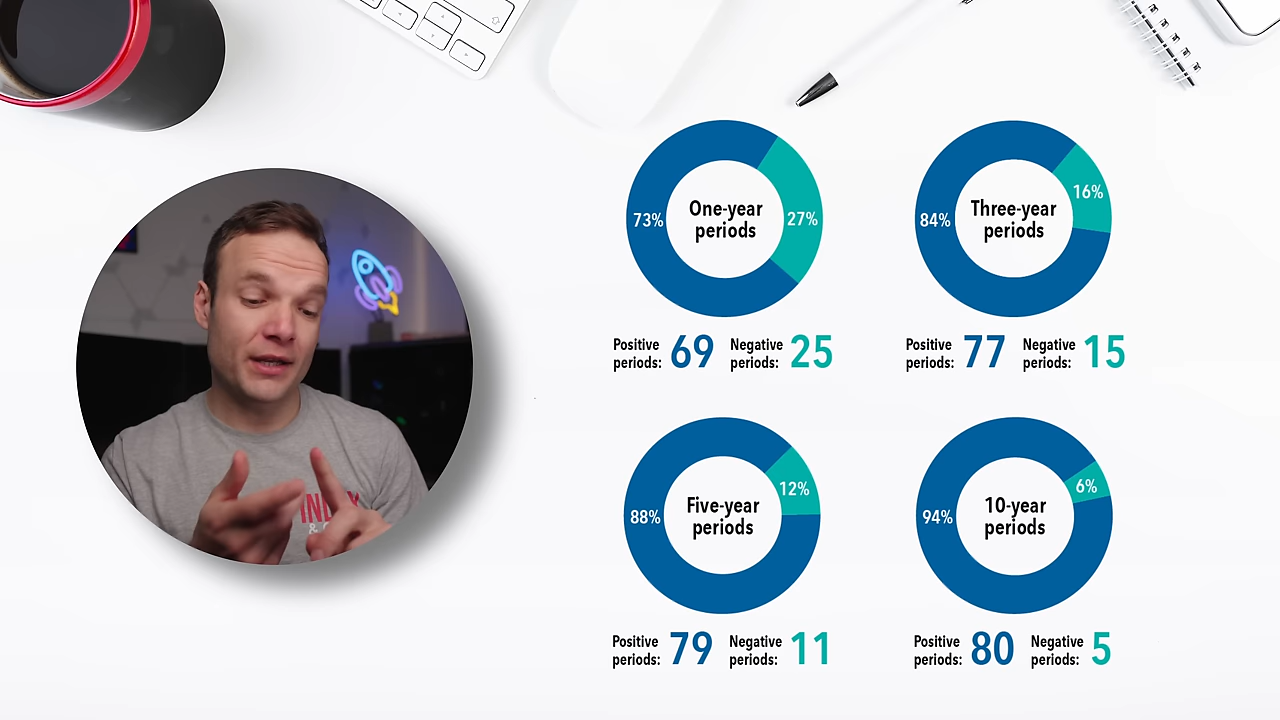 73%
One-year
periods
27%
Positive
periods:
69
Negative
periods:
25
84%
Three-year
periods
16%
Positive
periods:
77
Negative
periods:
15
88%
Five-year
periods
12%
Positive
periods:
79
Negative
periods:
11
94%
10-year
periods
6%
Positive
periods:
80
Negative
periods:
5